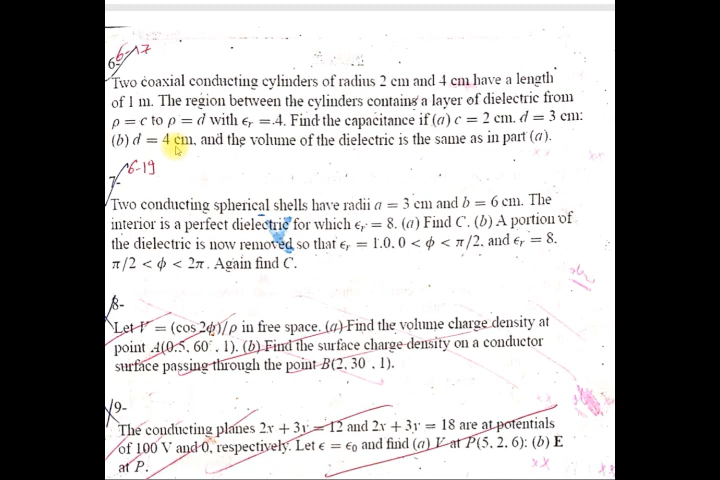 6-17
6-
Two coaxial conducting cylinders of radius 2 cm and 4 cm have a length
of 1 m. The region between the cylinders contains a layer of dielectric from
ρ = c to ρ = d with ϵr = .4. Find the capacitance if (a) c = 2 cm. d = 3 cm:
(b) d = 4 cm. and the volume of the dielectric is the same as in part (a).
6-19
7-
Two conducting spherical shells have radii a = 3 cm and b = 6 cm. The
interior is a perfect dielectric for which ϵr = 8. (a) Find C. (b) A portion of
the dielectric is now removed so that ϵr = 1.0. 0 < ϕ < π/2. and ϵr = 8.
π/2 < ϕ < 2π. Again find C.
8-
Let V = (cos 2ϕ)/ρ in free space. (a) Find the volume charge density at
point A(0.5, 60°, 1). (b) Find the surface charge density on a conductor
surface passing through the point B(2, 30 , 1).
9-
The conducting planes 2x + 3y = 12 and 2x + 3y = 18 are at potentials
of 100 V and 0, respectively. Let ϵ = ϵ0 and find (a) V at P(5, 2, 6): (b) E
at P.